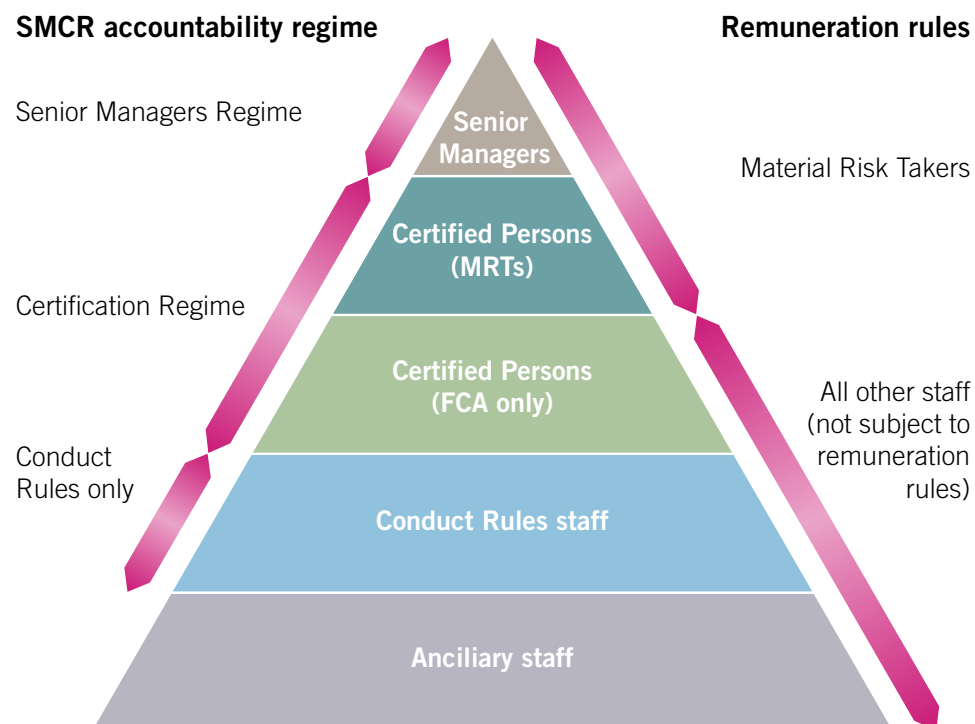 SMCR accountability regime
Remuneration rules
Senior Managers Regime
Senior
Managers
Material Risk Takers
Certified Persons
(MRTs)
Certification Regime
Certified Persons
(FCA only)
All other staff
(not subject to
remuneration
rules)
Conduct
Rules only
Conduct Rules staff
Ancilliary staff